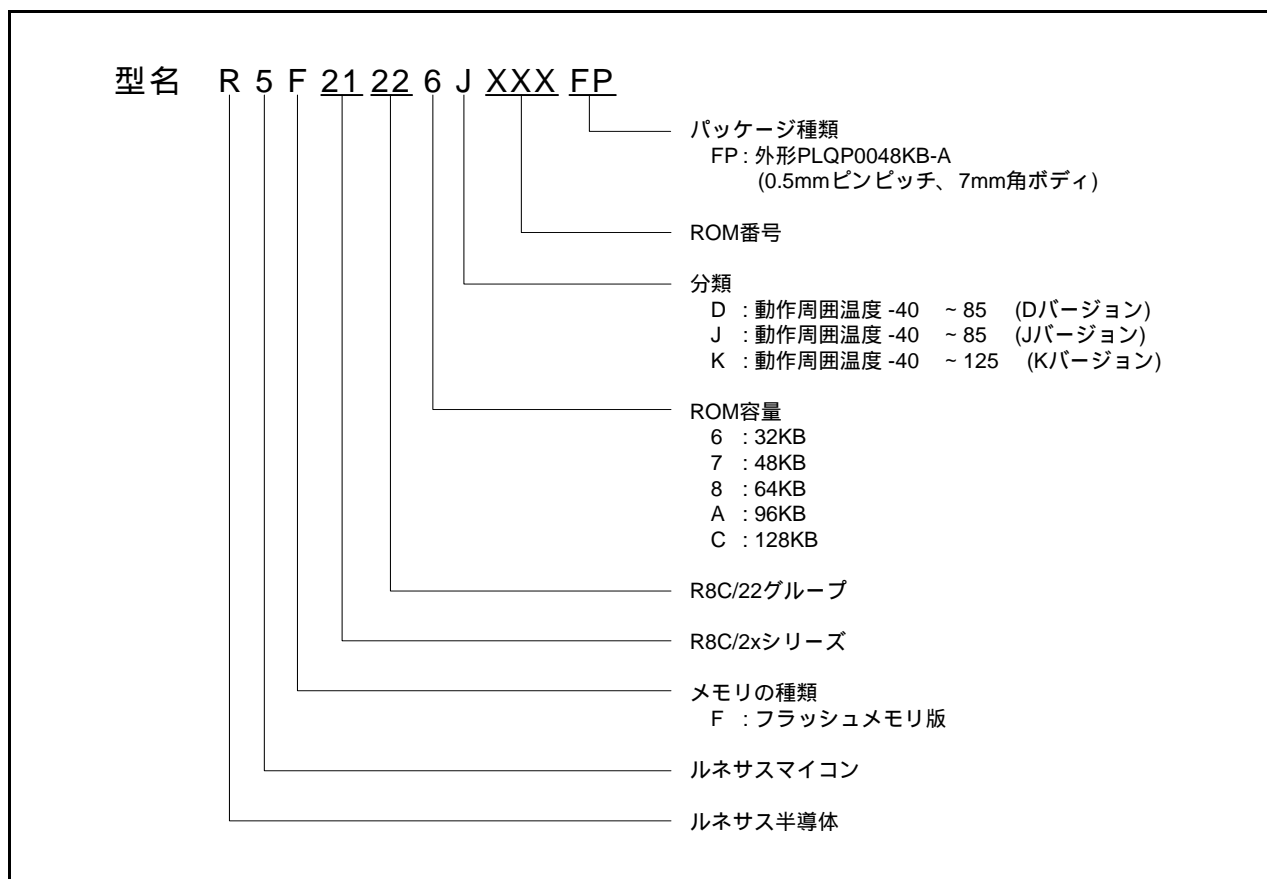 型名 R 5 F 21 22 6 J XXX FP
パッケージ種類
FP : 外形PLQP0048KB-A
(0.5mmピンピッチ、7mm角ボディ)
ROM番号
分類
D : 動作周囲温度 -40 ~ 85 (Dバージョン)
J : 動作周囲温度 -40 ~ 85 (Jバージョン)
K : 動作周囲温度 -40 ~ 125 (Kバージョン)
ROM容量
6 : 32KB
7 : 48KB
8 : 64KB
A : 96KB
C : 128KB
R8C/22グループ
R8C/2xシリーズ
メモリの種類
F : フラッシュメモリ版
ルネサスマイコン
ルネサス半導体